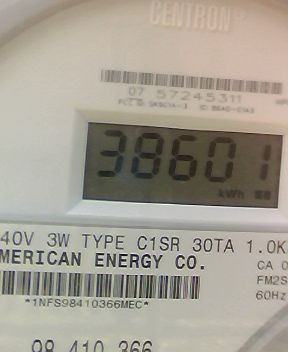 CENTRON®
07 57245311
38601
kWh
40V 3W TYPE C1SR 30TA 1.0K
MERICAN ENERGY CO.
CA 0
FM2S
60Hz
*1NFS98410366MEC*
98 410 366